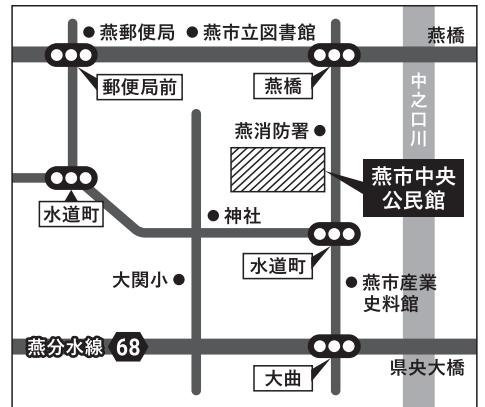 燕郵便局
燕市立図書館
燕橋
郵便局前
燕橋
中之口川
燕消防署
燕市中央
公民館
水道町
神社
水道町
大関小
燕市産業
史料館
燕分水線
68
大曲
県央大橋